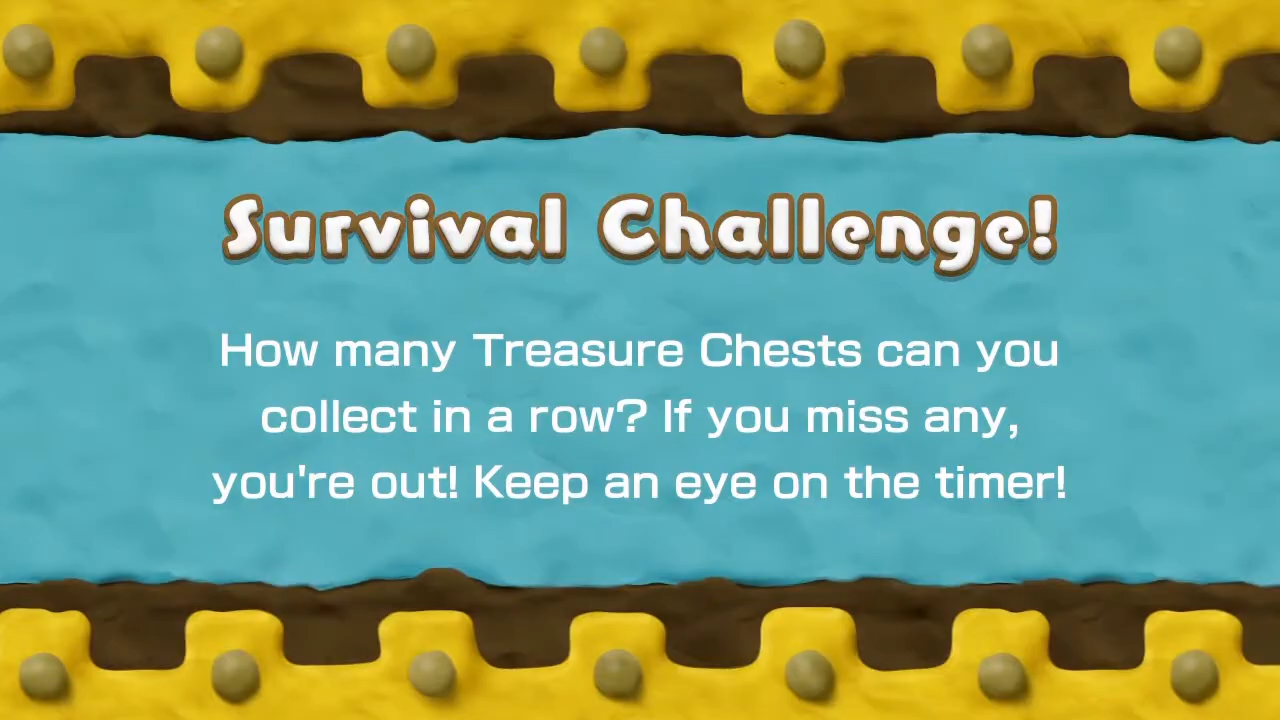 Survival Challenge!
How many Treasure Chests can you
collect in a row? If you miss any,
you're out! Keep an eye on the timer!